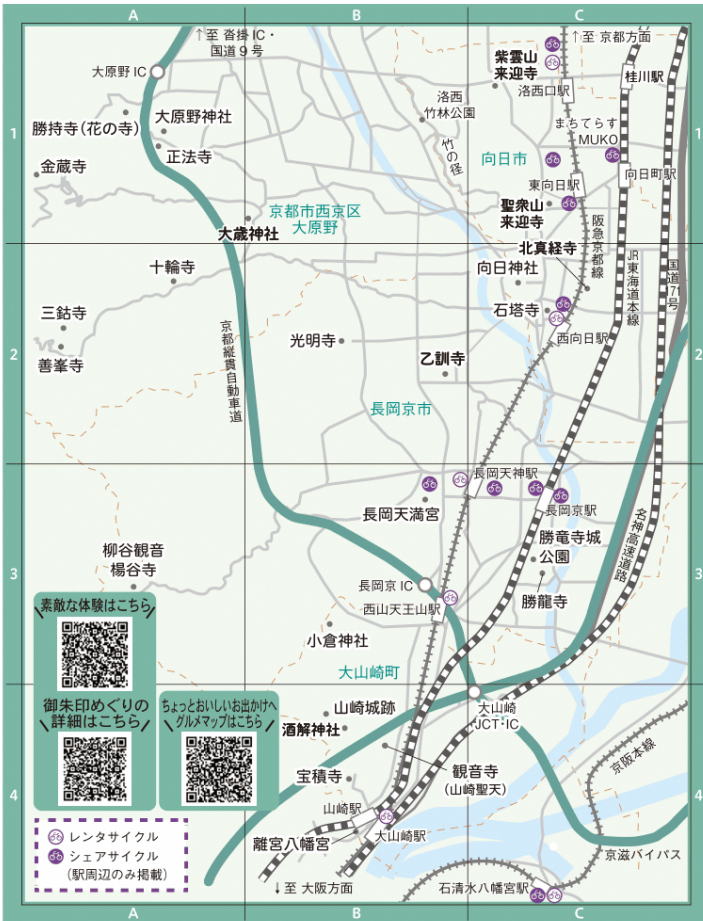 A
B
C
↑至 沓掛IC・
国道9号
↑至 京都方面
大原野IC
紫雲山
来迎寺
洛西口駅
桂川駅
1
1
洛西
竹林公園
竹の径
勝持寺(花の寺)
大原野神社
正法寺
金蔵寺
まちてらす
MUKO
向日市
東向日駅
向日町駅
聖衆山
来迎寺
京都市西京区
大原野
大歳神社
阪急京都線
北真経寺
向日神社
十輪寺
JR東海道本線
国道171号
石塔寺
西向日駅
三鈷寺
善峯寺
京都縦貫自動車道
光明寺
乙訓寺
2
2
長岡京市
長岡天神駅
長岡京駅
長岡天満宮
勝竜寺城
公園
名神高速道路
柳谷観音
楊谷寺
3
3
長岡京IC
勝龍寺
西山天王山駅
素敵な体験はこちら
小倉神社
大山崎町
御朱印めぐりの
詳細はこちら
ちょっとおいしいお出かけへ
グルメマップはこちら
山崎城跡
酒解神社
大山崎
JCT・IC
京阪本線
観音寺
(山崎聖天)
宝積寺
4
4
山崎駅
大山崎駅
離宮八幡宮
京滋バイパス
レンタサイクル
シェアサイクル
(駅周辺のみ掲載)
↓至 大阪方面
石清水八幡宮駅
A
B
C